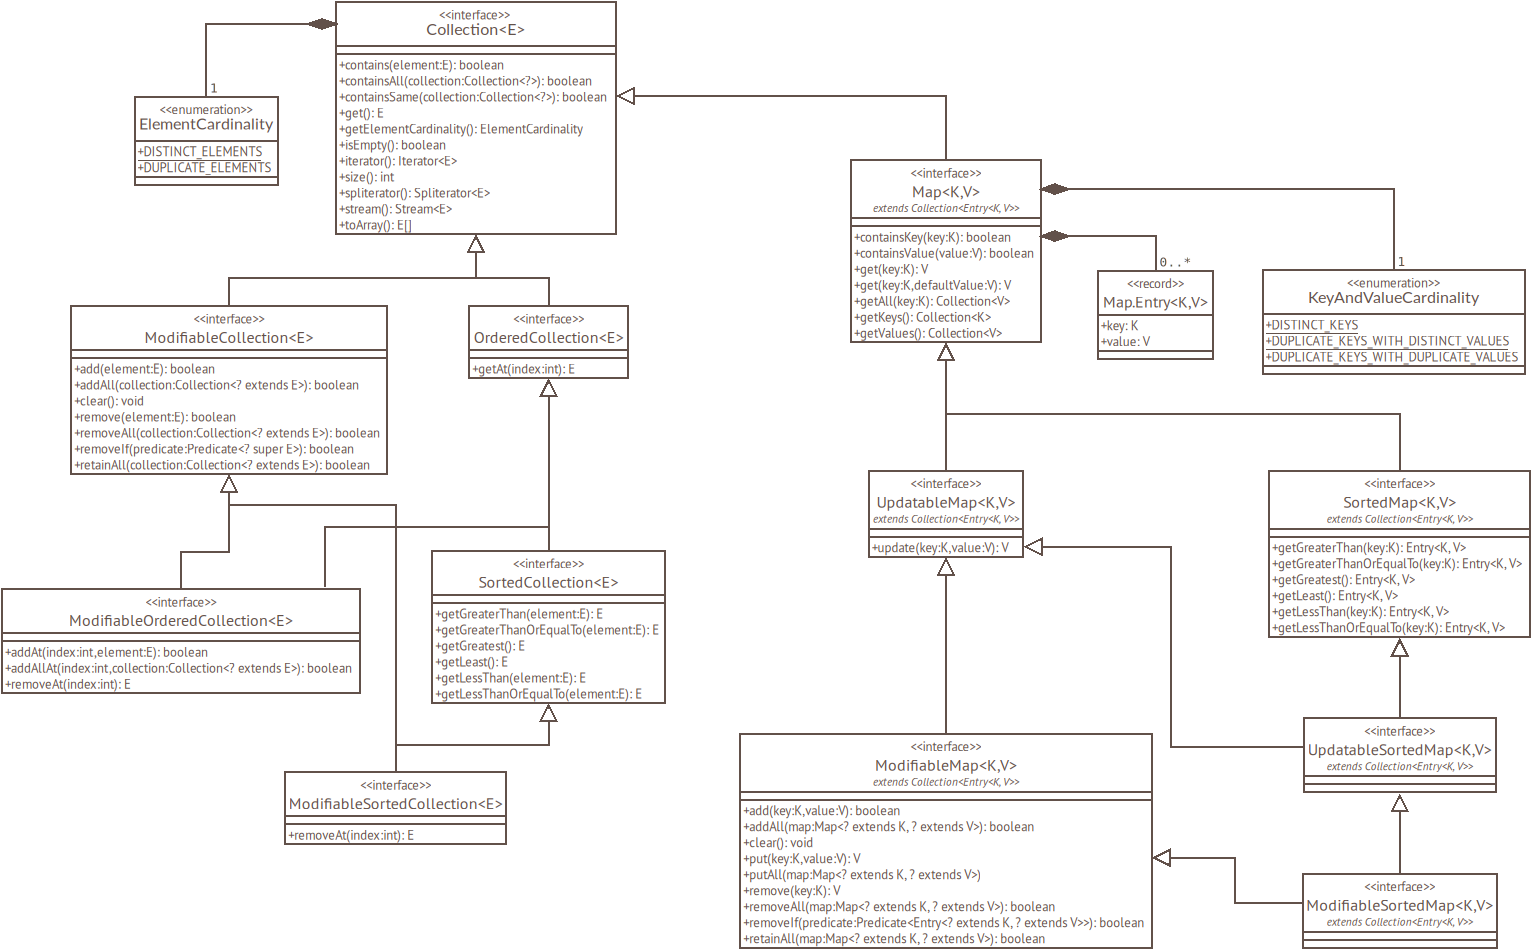 <<interface>>
Collection<E>
+contains(element:E): boolean
+containsAll(collection:Collection<?>): boolean
+containsSame(collection:Collection<?>): boolean
+get(): E
+getElementCardinality(): ElementCardinality
+isEmpty(): boolean
+iterator(): Iterator<E>
+size(): int
+spliterator(): Spliterator<E>
+stream(): Stream<E>
+toArray(): E[]
1
<<enumeration>>
ElementCardinality
+DISTINCT_ELEMENTS
+DUPLICATE_ELEMENTS
<<interface>>
Map<K,V>
extends Collection<Entry<K, V>>
+containsKey(key:K): boolean
+containsValue(value:V): boolean
+get(key:K): V
+get(key:K,defaultValue:V): V
+getAll(key:K): Collection<V>
+getKeys(): Collection<K>
+getValues(): Collection<V>
0..*
<<record>>
Map.Entry<K,V>
+key: K
+value: V
1
<<enumeration>>
KeyAndValueCardinality
+DISTINCT_KEYS
+DUPLICATE_KEYS_WITH_DISTINCT_VALUES
+DUPLICATE_KEYS_WITH_DUPLICATE_VALUES
<<interface>>
ModifiableCollection<E>
+add(element:E): boolean
+addAll(collection:Collection<? extends E>): boolean
+clear(): void
+remove(element:E): boolean
+removeAll(collection:Collection<? extends E>): boolean
+removeIf(predicate:Predicate<? super E>): boolean
+retainAll(collection:Collection<? extends E>): boolean
<<interface>>
OrderedCollection<E>
+getAt(index:int): E
<<interface>>
UpdatableMap<K,V>
extends Collection<Entry<K, V>>
+update(key:K,value:V): V
<<interface>>
SortedMap<K,V>
extends Collection<Entry<K, V>>
+getGreaterThan(key:K): Entry<K, V>
+getGreaterThanOrEqualTo(key:K): Entry<K, V>
+getGreatest(): Entry<K, V>
+getLeast(): Entry<K, V>
+getLessThan(key:K): Entry<K, V>
+getLessThanOrEqualTo(key:K): Entry<K, V>
<<interface>>
ModifiableOrderedCollection<E>
+addAt(index:int,element:E): boolean
+addAllAt(index:int,collection:Collection<? extends E>): boolean
+removeAt(index:int): E
<<interface>>
SortedCollection<E>
+getGreaterThan(element:E): E
+getGreaterThanOrEqualTo(element:E): E
+getGreatest(): E
+getLeast(): E
+getLessThan(element:E): E
+getLessThanOrEqualTo(element:E): E
<<interface>>
ModifiableSortedCollection<E>
+removeAt(index:int): E
<<interface>>
ModifiableMap<K,V>
extends Collection<Entry<K, V>>
+add(key:K,value:V): boolean
+addAll(map:Map<? extends K, ? extends V>): boolean
+clear(): void
+put(key:K,value:V): V
+putAll(map:Map<? extends K, ? extends V>)
+remove(key:K): V
+removeAll(map:Map<? extends K, ? extends V>): boolean
+removeIf(predicate:Predicate<Entry<? extends K, ? extends V>>): boolean
+retainAll(map:Map<? extends K, ? extends V>): boolean
<<interface>>
UpdatableSortedMap<K,V>
extends Collection<Entry<K, V>>
<<interface>>
ModifiableSortedMap<K,V>
extends Collection<Entry<K, V>>